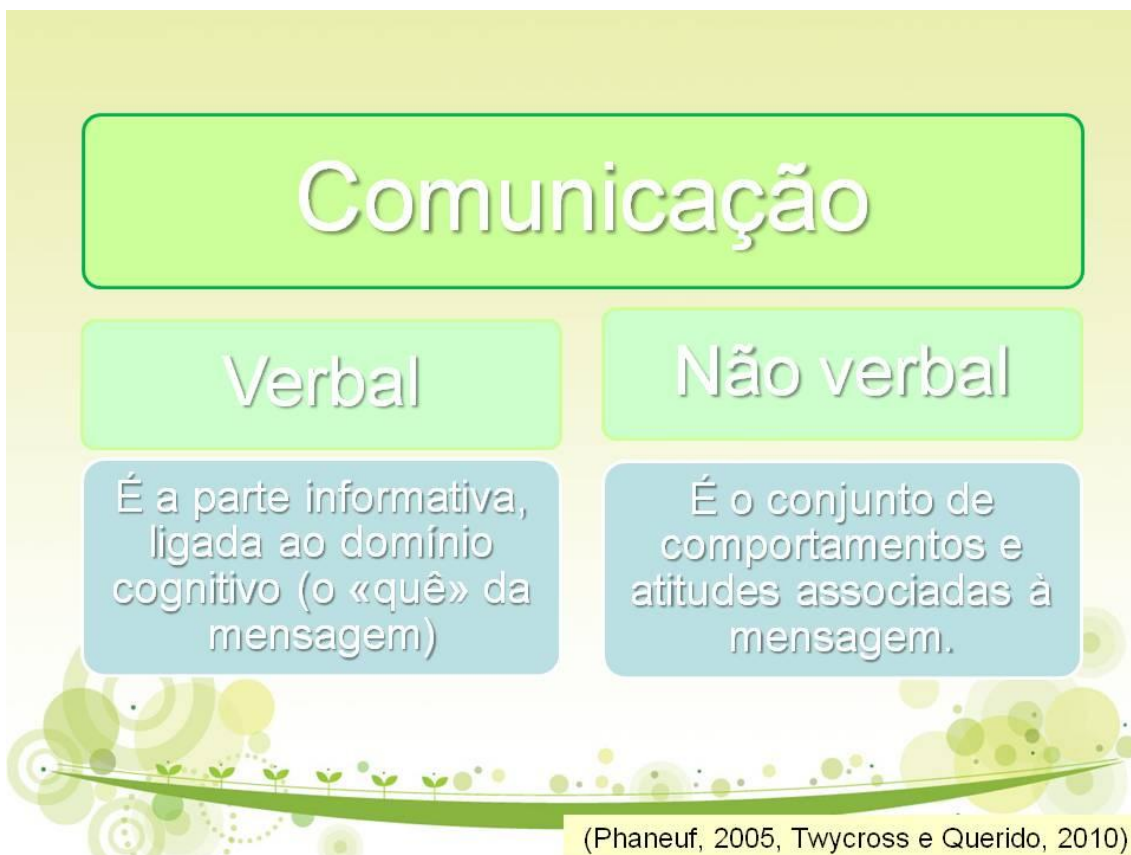 Comunicação
Verbal
É a parte informativa,
ligada ao domínio
cognitivo (o «quê» da
mensagem)
Não verbal
É o conjunto de
comportamentos e
atitudes associadas à
mensagem.
(Phaneuf, 2005, Twycross e Querido, 2010)